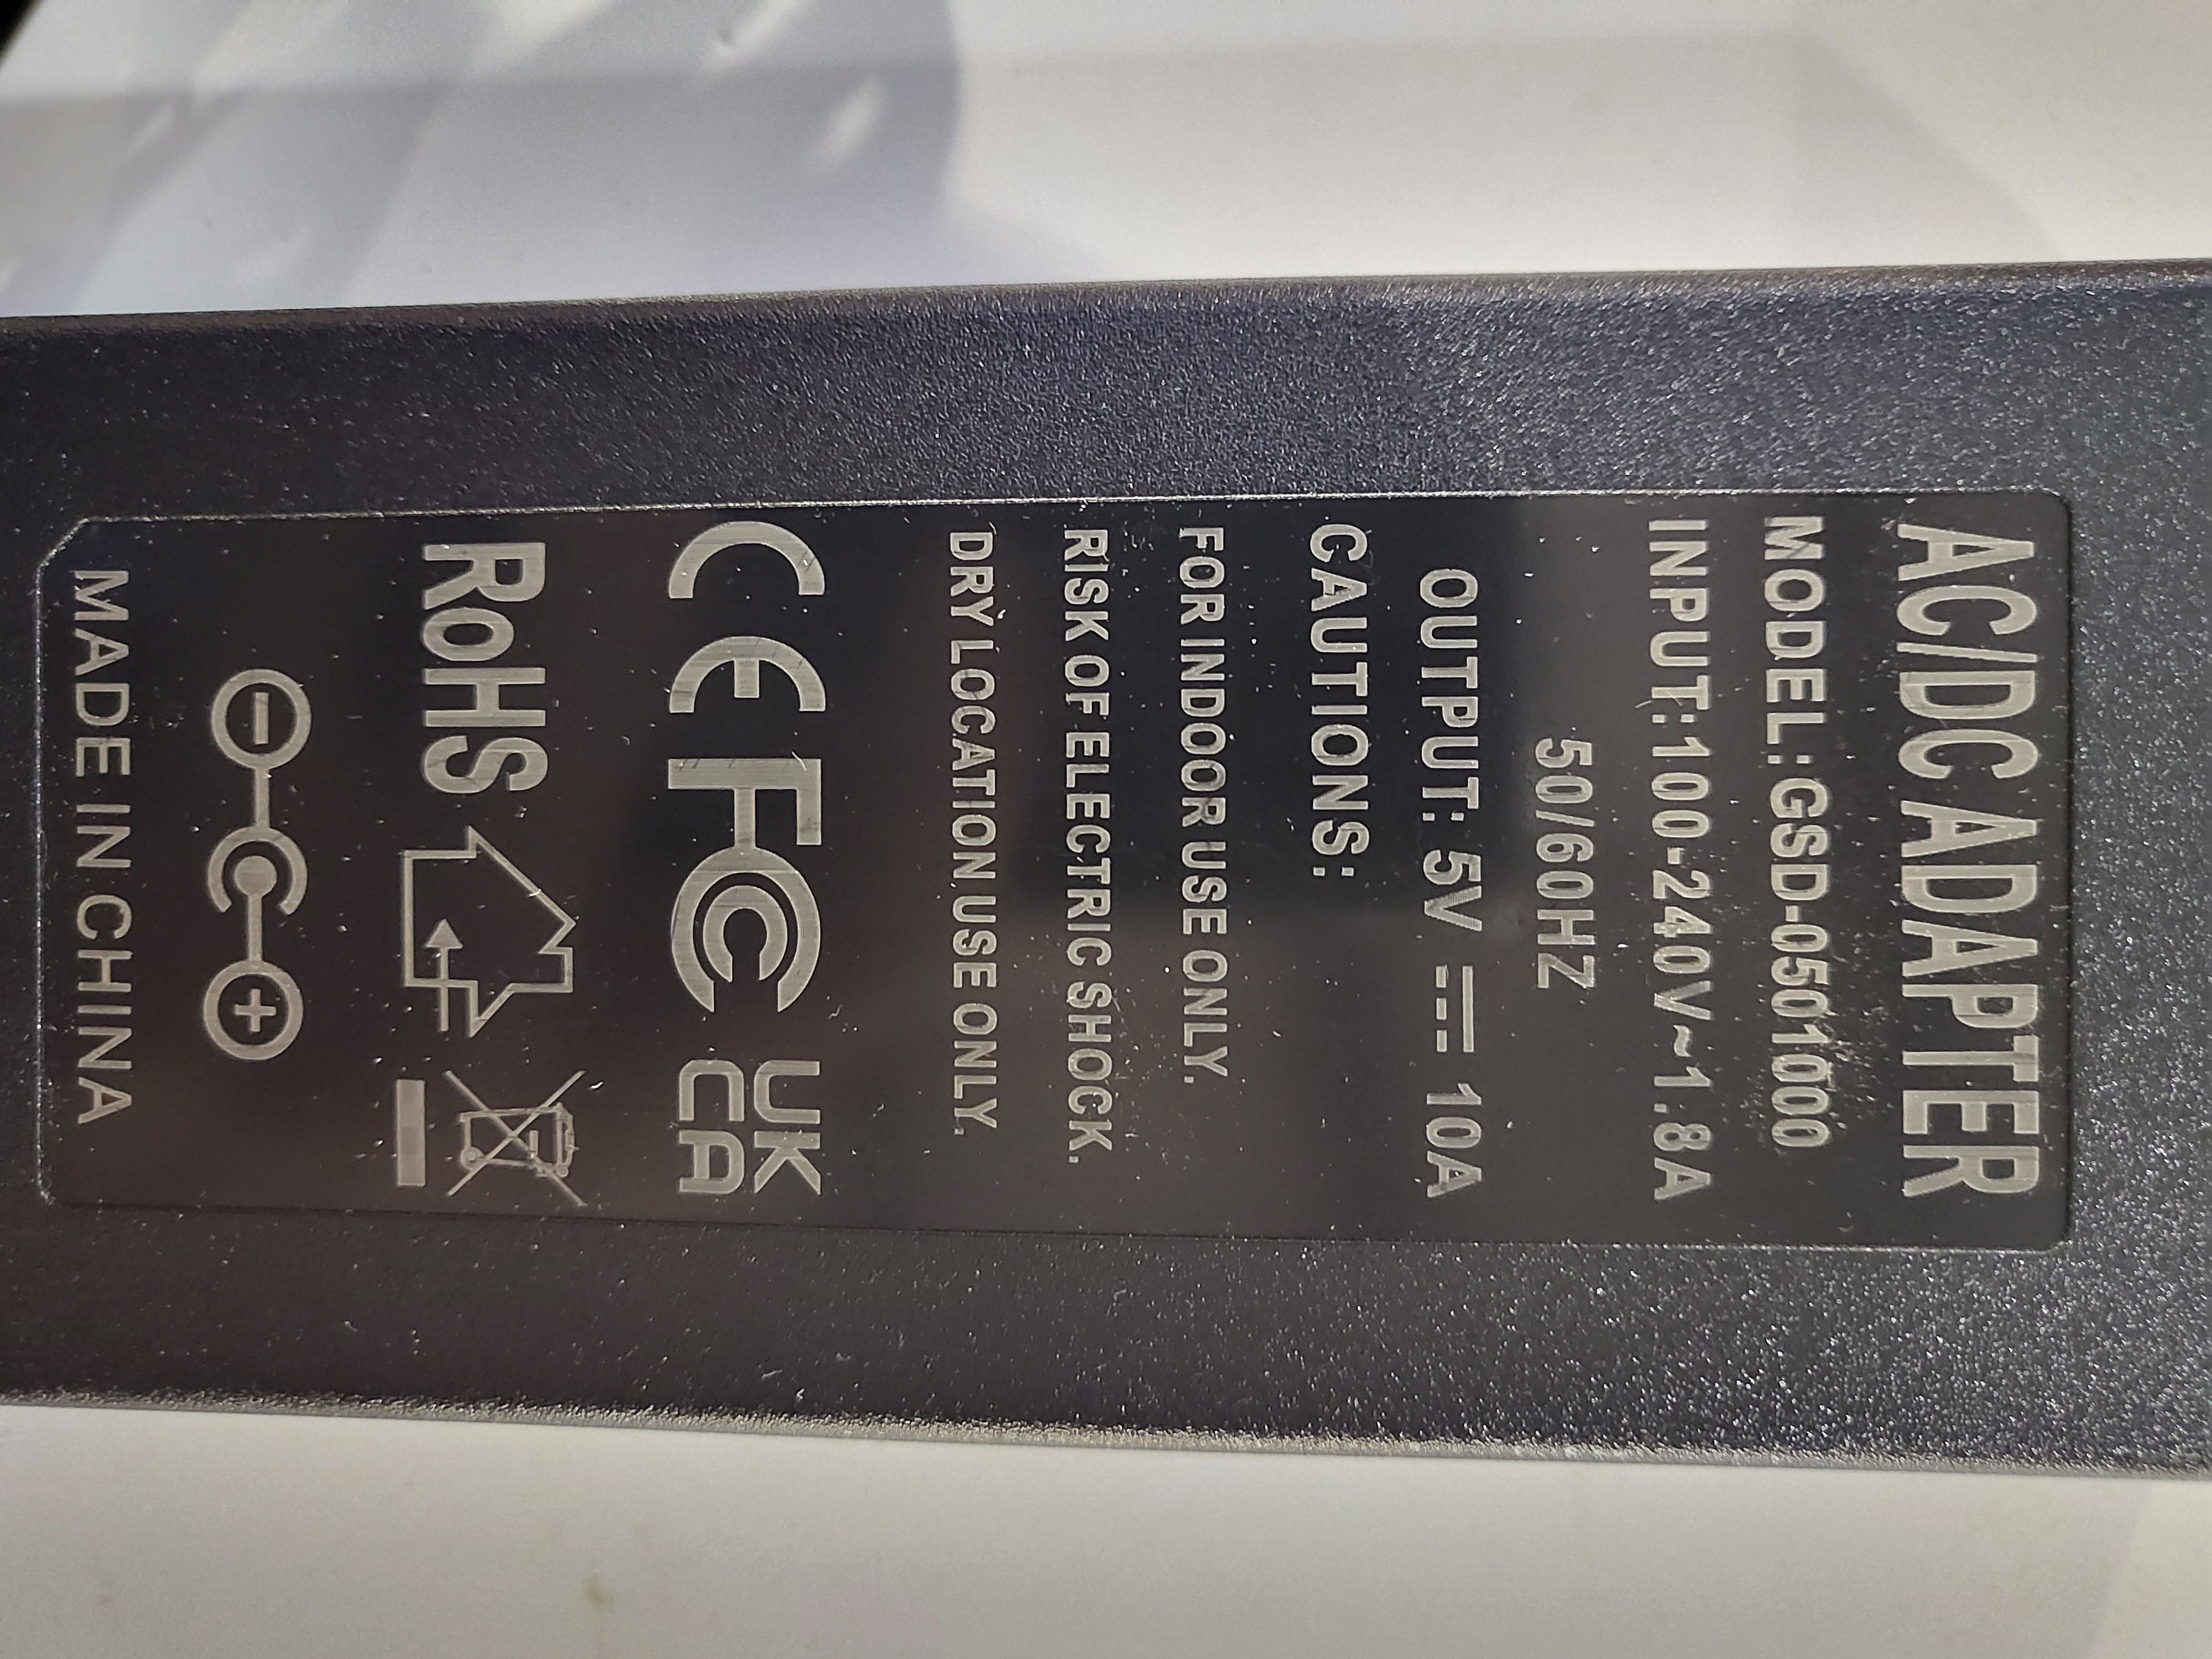 AC/DC ADAPTER
MODEL:GSD-0501000
INPUT:100-240V~1.8A
50/60HZ
OUTPUT: 5V ⎓ 10A
CAUTIONS:
FOR INDOOR USE ONLY.
RISK OF ELECTRIC SHOCK.
DRY LOCATION USE ONLY.
CE FC UK
CA
RoHS
- +
MADE IN CHINA